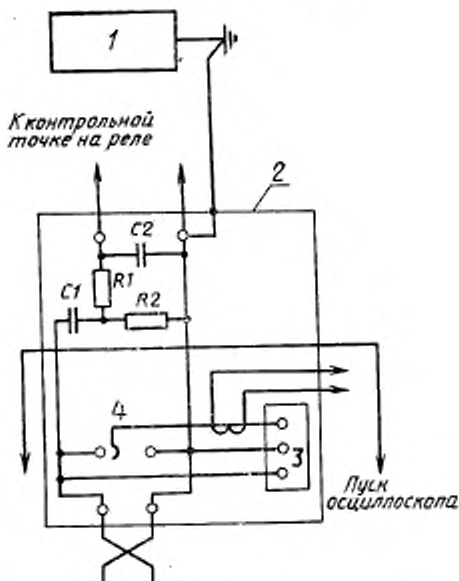 1
К контрольной
точке на реле
2
C2
R1
C1
R2
4
3
Пуск
осциллоскопа